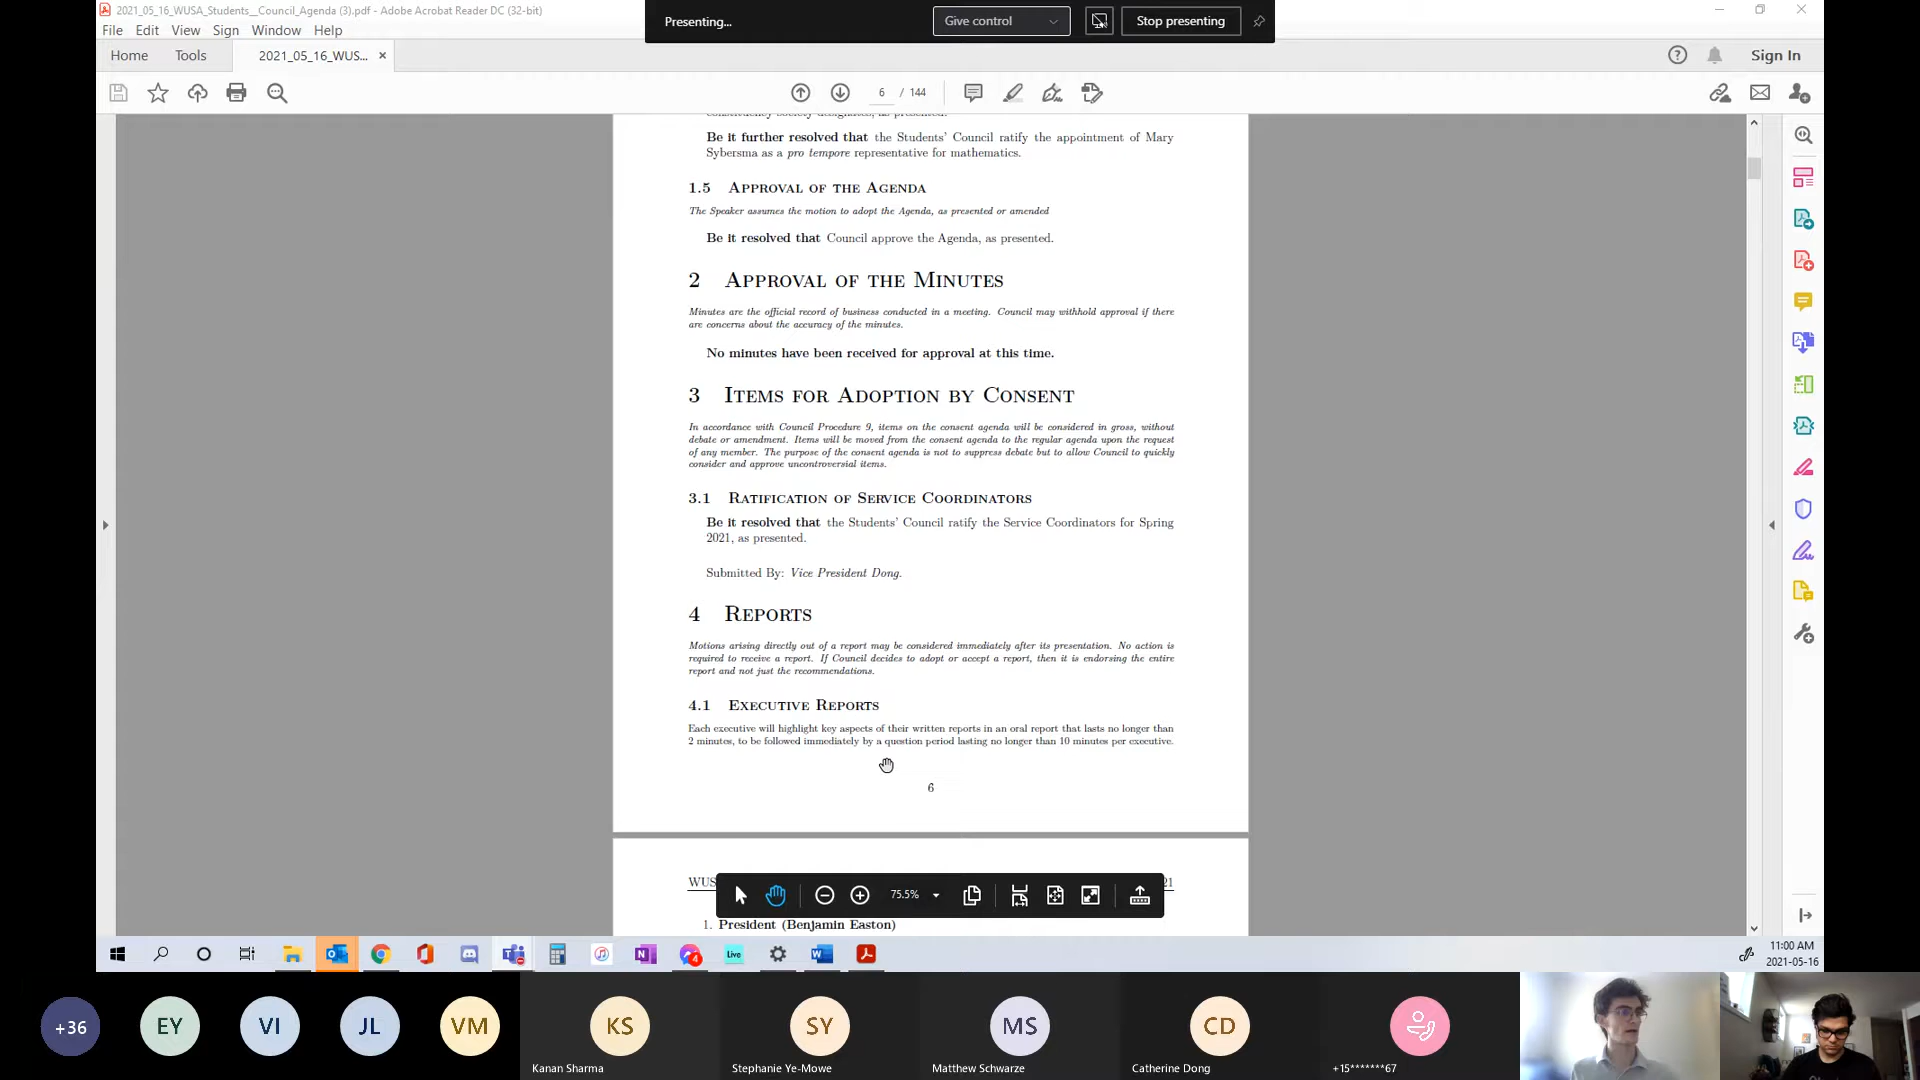 2021_05_16_WUSA_Students__Council_Agenda (3).pdf - Adobe Acrobat Reader DC (32-bit)
Presenting...
Give control
Stop presenting
File Edit View Sign Window Help
Home Tools 2021_05_16_WUS... ×
Sign In
6 / 144
constituency society designates, as presented.
Be it further resolved that the Students' Council ratify the appointment of Mary
Sybersma as a pro tempore representative for mathematics.
1.5 Approval of the Agenda
The Speaker assumes the motion to adopt the Agenda, as presented or amended
Be it resolved that Council approve the Agenda, as presented.
2 Approval of the Minutes
Minutes are the official record of business conducted in a meeting. Council may withhold approval if there
are concerns about the accuracy of the minutes.
No minutes have been received for approval at this time.
3 Items for Adoption by Consent
In accordance with Council Procedure 9, items on the consent agenda will be considered in gross, without
debate or amendment. Items will be moved from the consent agenda to the regular agenda upon the request
of any member. The purpose of the consent agenda is not to suppress debate but to allow Council to quickly
consider and approve uncontroversial items.
3.1 Ratification of Service Coordinators
Be it resolved that the Students' Council ratify the Service Coordinators for Spring
2021, as presented.
Submitted By: Vice President Dong.
4 Reports
Motions arising directly out of a report may be considered immediately after its presentation. No action is
required to receive a report. If Council decides to adopt or accept a report, then it is endorsing the entire
report and not just the recommendations.
4.1 Executive Reports
Each executive will highlight key aspects of their written reports in an oral report that lasts no longer than
2 minutes, to be followed immediately by a question period lasting no longer than 10 minutes per executive.
6
WUS 21
75.5%
1. President (Benjamin Easton)
Live
4
11:00 AM
2021-05-16
+36 EY VI JL VM KS SY MS CD
Kanan Sharma Stephanie Ye-Mowe Matthew Schwarze Catherine Dong +15*******67